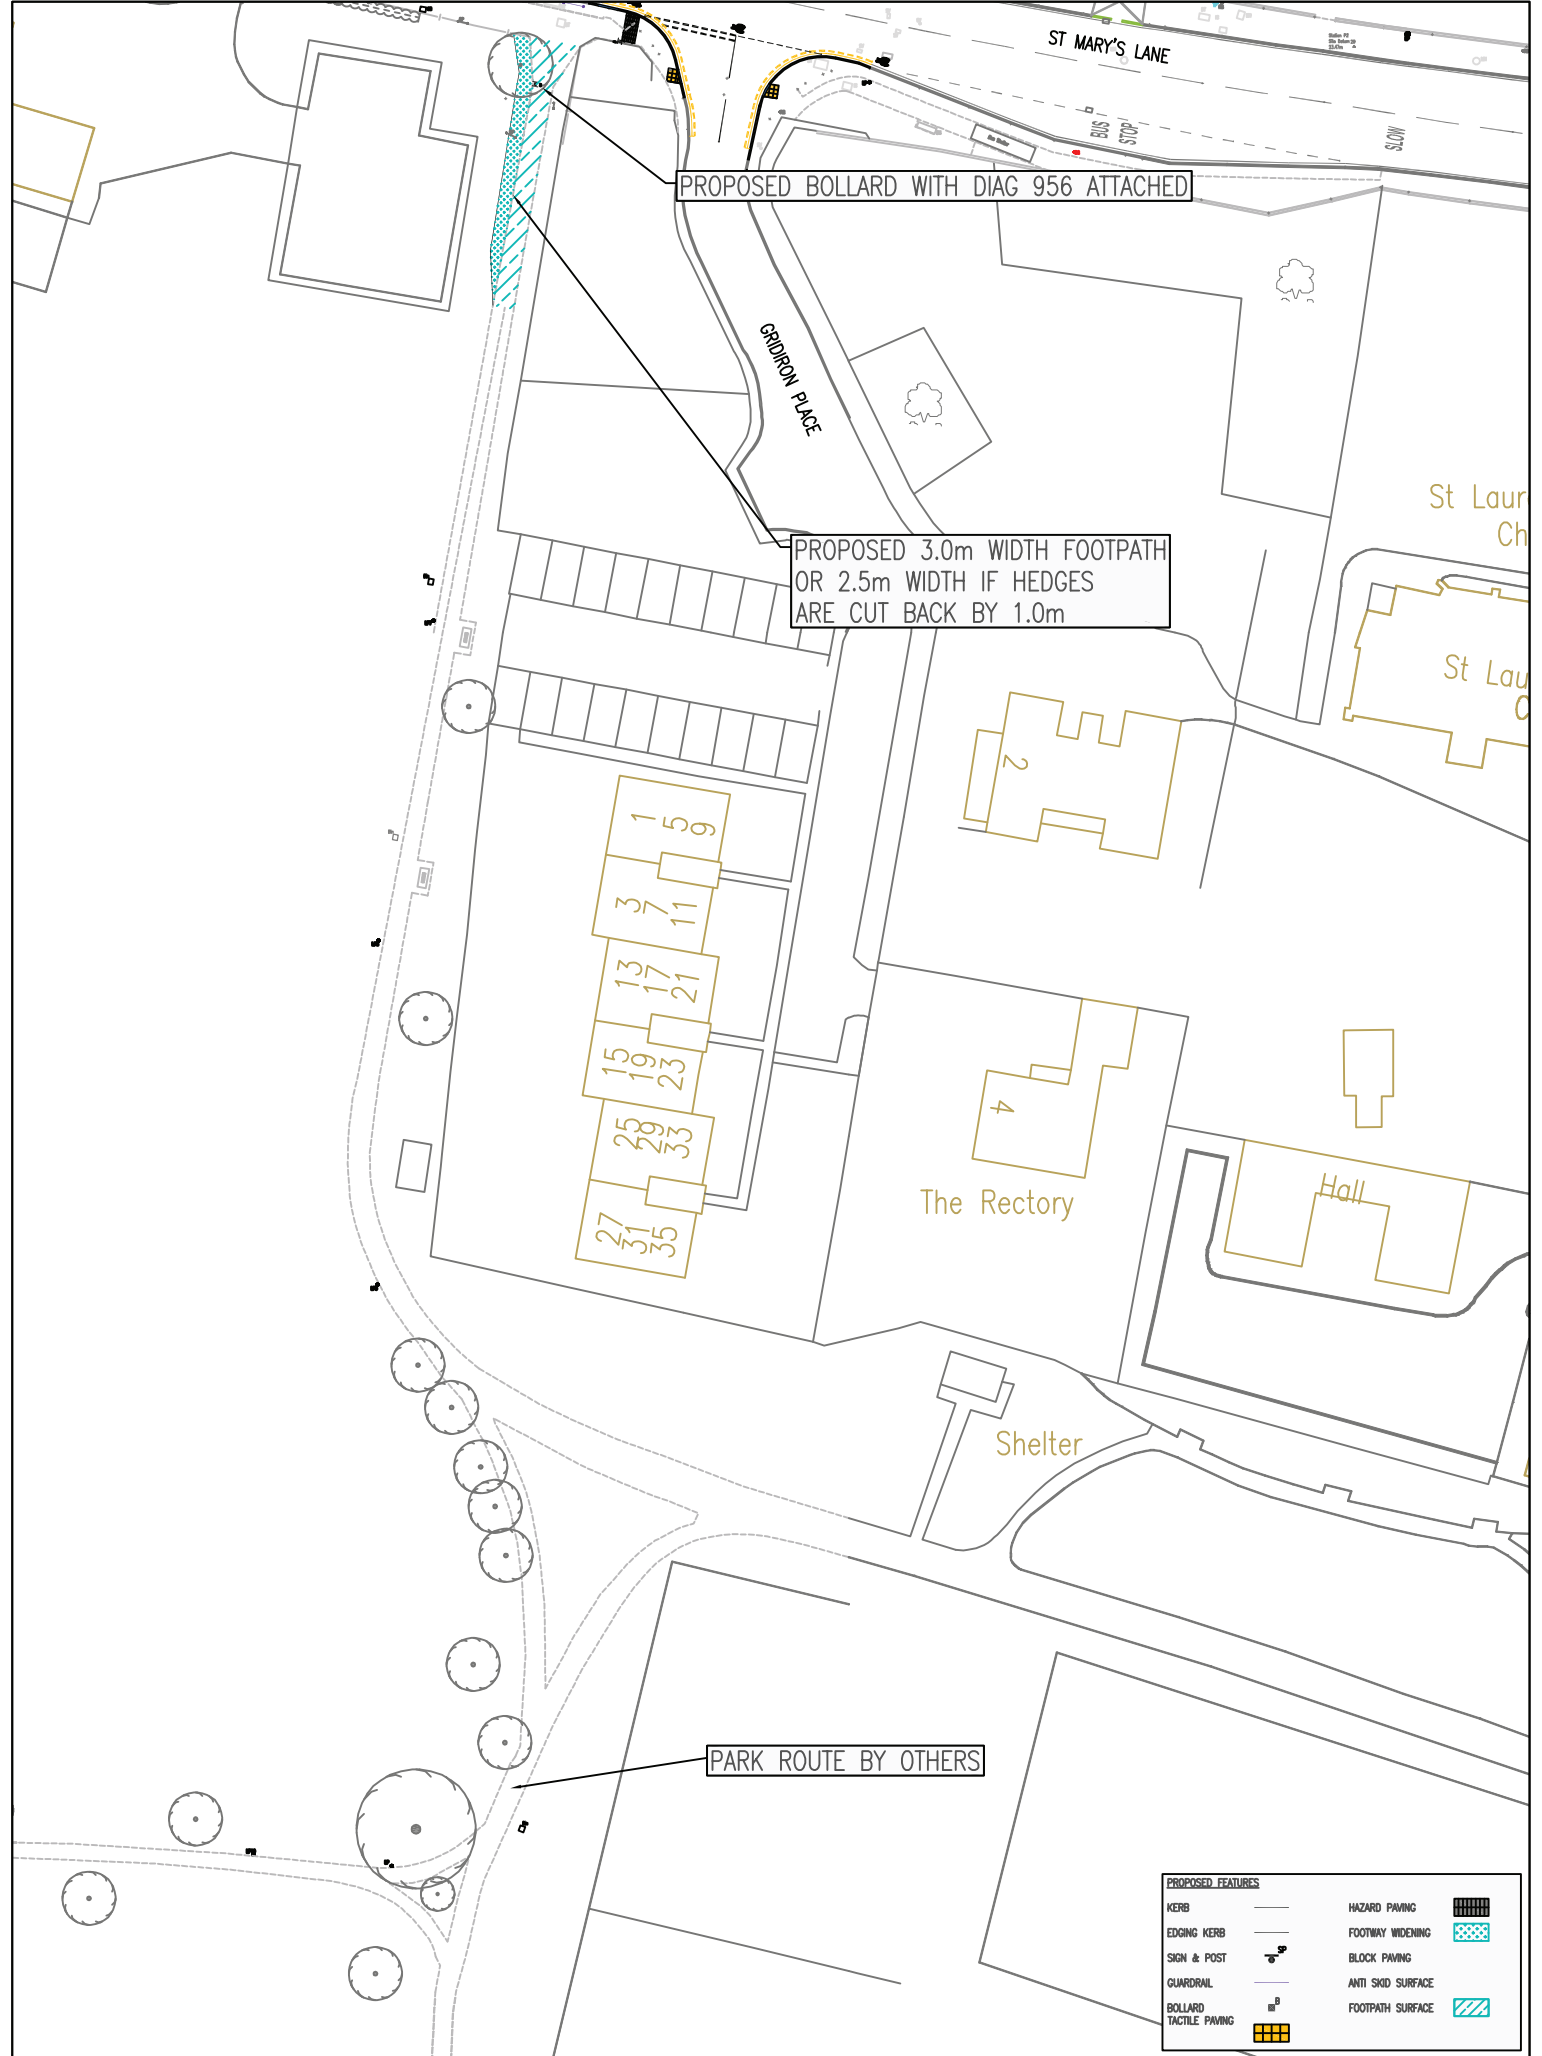 ST MARY'S LANE
BUS
STOP
SLOW
PROPOSED BOLLARD WITH DIAG 956 ATTACHED
GRIDIRON PLACE
St Laur
Ch
PROPOSED 3.0m WIDTH FOOTPATH
OR 2.5m WIDTH IF HEDGES
ARE CUT BACK BY 1.0m
St Lau
C
2
1
5
9
3
7
11
13
17
21
15
19
23
25
29
33
27
31
35
4
The Rectory
Hall
Shelter
PARK ROUTE BY OTHERS
PROPOSED FEATURES
KERB
EDGING KERB
SIGN & POST
SP
GUARDRAIL
BOLLARD
B
TACTILE PAVING
HAZARD PAVING
FOOTWAY WIDENING
BLOCK PAVING
ANTI SKID SURFACE
FOOTPATH SURFACE